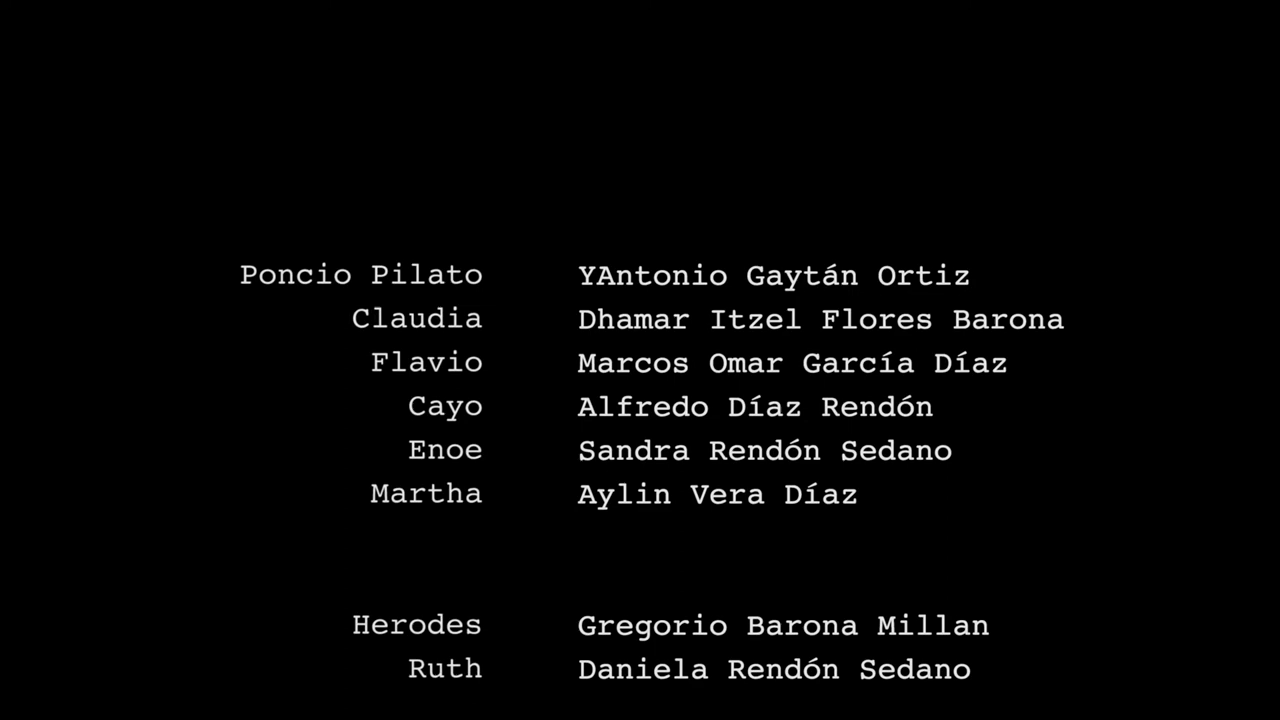 Poncio Pilato YAntonio Gaytán Ortiz
Claudia Dhamar Itzel Flores Barona
Flavio Marcos Omar García Díaz
Cayo Alfredo Díaz Rendón
Enoe Sandra Rendón Sedano
Martha Aylin Vera Díaz
Herodes Gregorio Barona Millan
Ruth Daniela Rendón Sedano